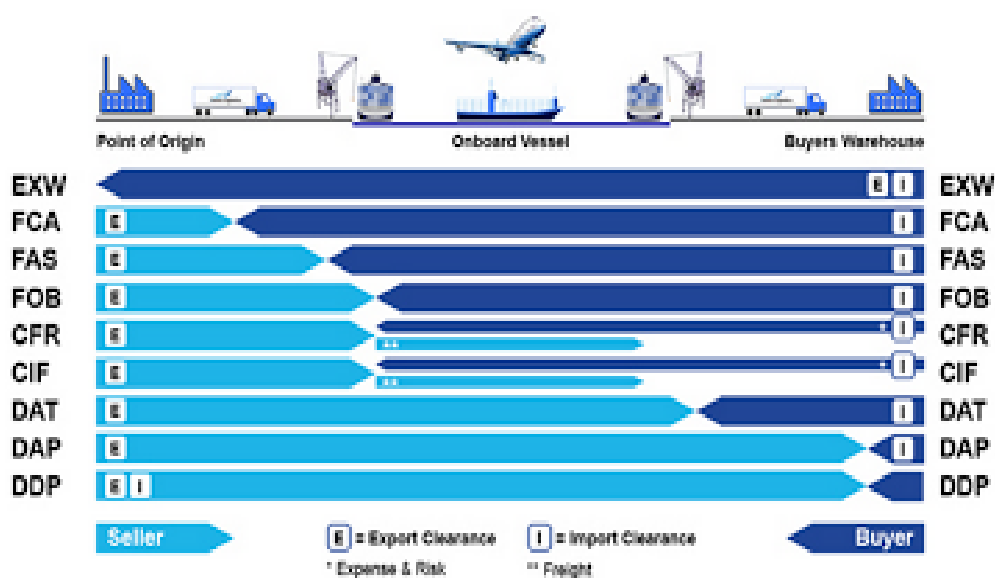 Point of Origin Onboard Vessel Buyers Warehouse
EXW E I EXW
FCA E I FCA
FAS E I FAS
FOB E I FOB
CFR E ** * I CFR
CIF E ** * I CIF
DAT E I DAT
DAP E I DAP
DDP E I DDP
Seller E = Export Clearance I = Import Clearance Buyer
* Expense & Risk ** Freight